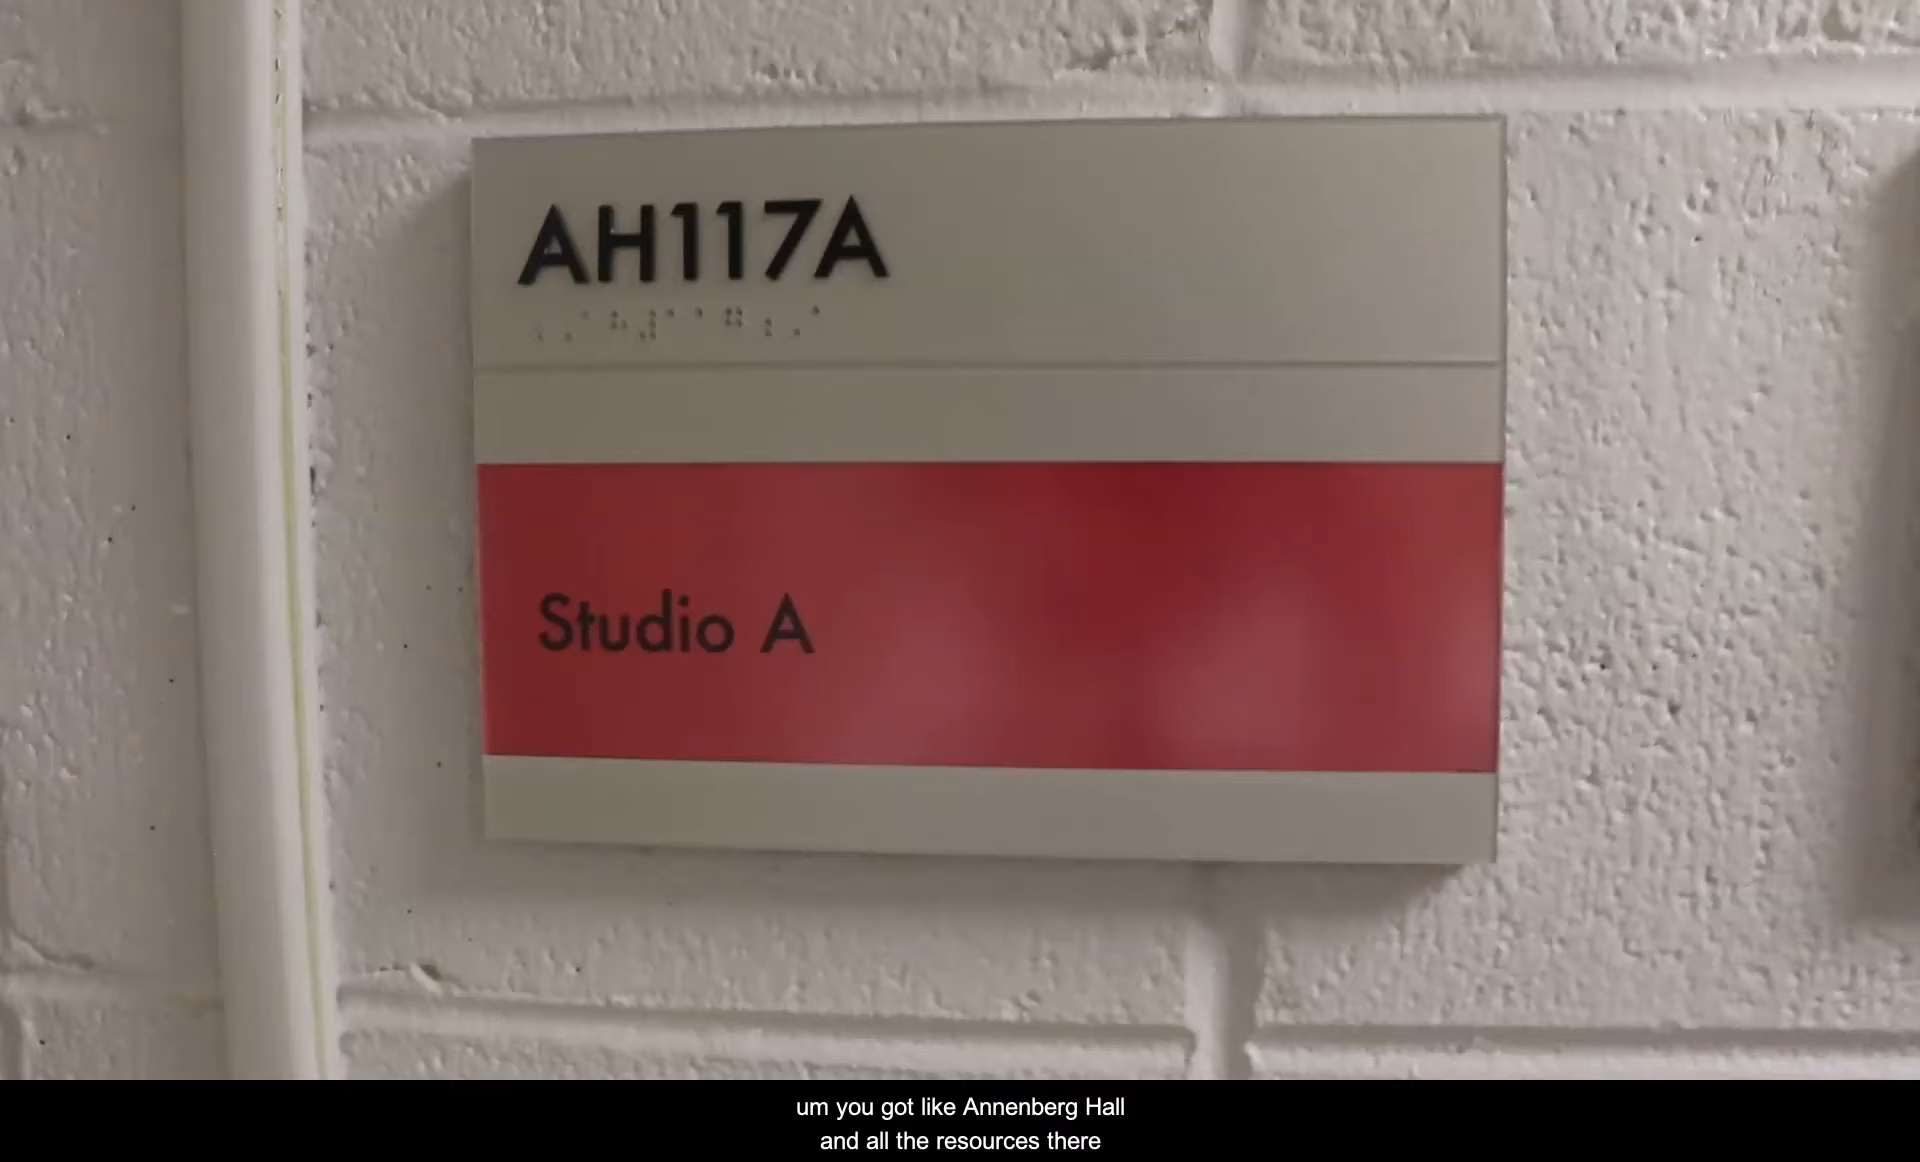 AH117A
Studio A
um you got like Annenberg Hall
and all the resources there